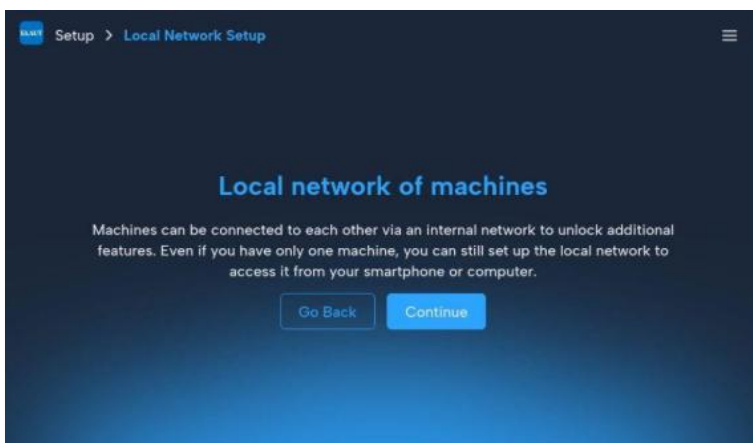 ELAUT
Setup > Local Network Setup
Local network of machines
Machines can be connected to each other via an internal network to unlock additional
features. Even if you have only one machine, you can still set up the local network to
access it from your smartphone or computer.
Go Back Continue